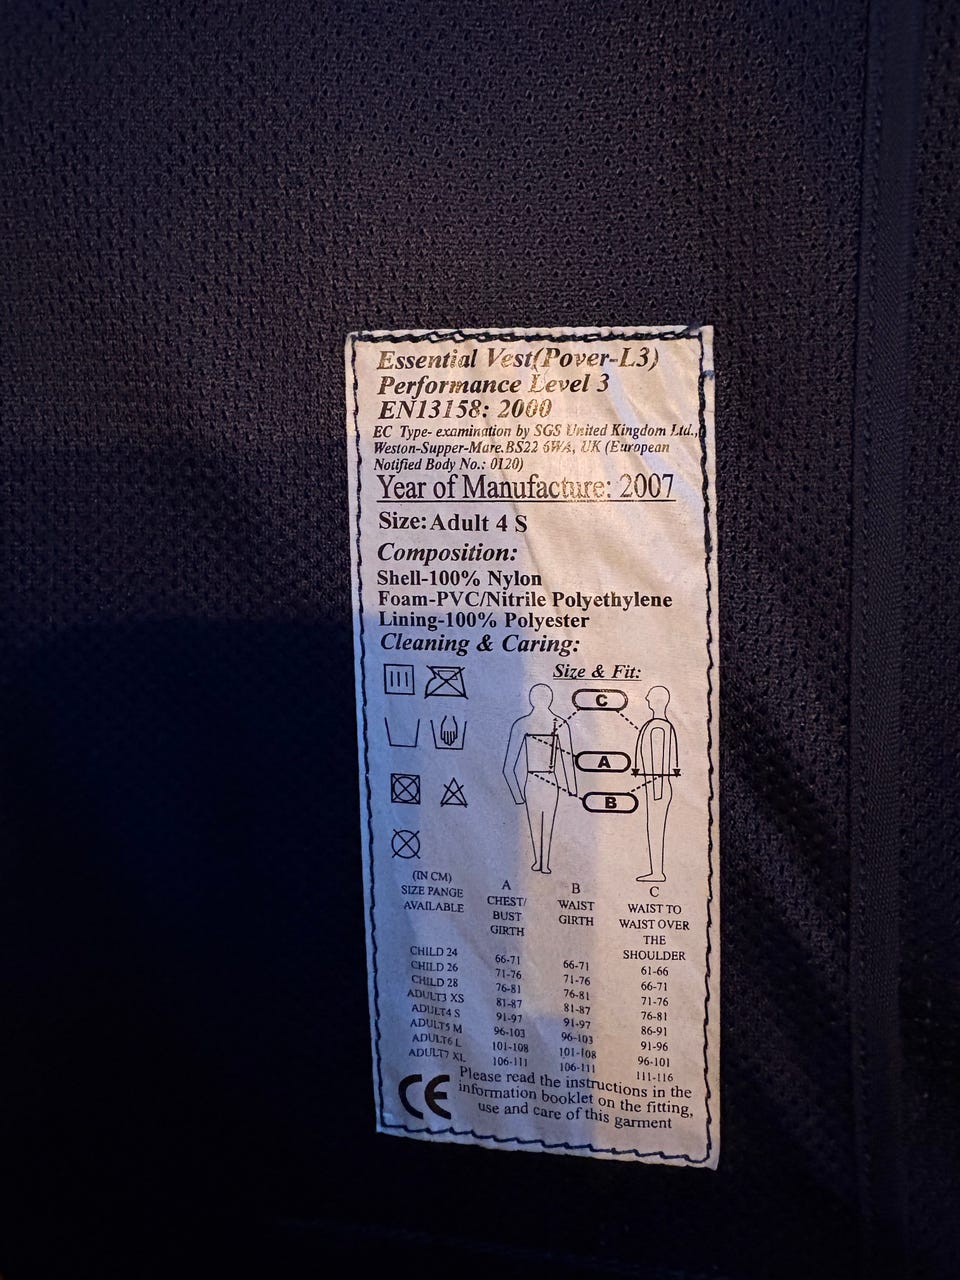 Essential Vest(Pover-L3)
Performance Level 3
EN13158: 2000
EC Type- examination by SGS United Kingdom Ltd.,
Weston-Supper-Mare.BS22 6WA, UK (European
Notified Body No.: 0120)
Year of Manufacture: 2007
Size: Adult 4 S
Composition:
Shell-100% Nylon
Foam-PVC/Nitrile Polyethylene
Lining-100% Polyester
Cleaning & Caring:
Size & Fit:
C
A
B
(IN CM)
SIZE PANGE
AVAILABLE
A
CHEST/
BUST
GIRTH
B
WAIST
GIRTH
C
WAIST TO
WAIST OVER
THE
SHOULDER
CHILD 24 66-71 66-71 61-66
CHILD 26 71-76 71-76 66-71
CHILD 28 76-81 76-81 71-76
ADULT3 XS 81-87 81-87 76-81
ADULT4 S 91-97 91-97 86-91
ADULT5 M 96-103 96-103 91-96
ADULT6 L 101-108 101-108 96-101
ADULT7 XL 106-111 106-111 111-116
CE
Please read the instructions in the
information booklet on the fitting,
use and care of this garment